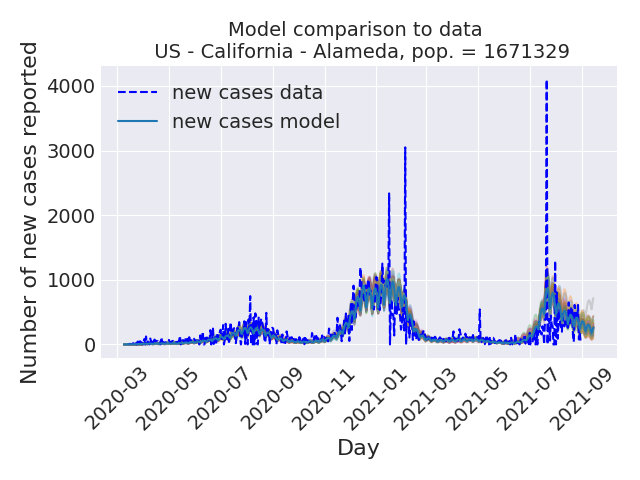 Model comparison to data
US - California - Alameda, pop. = 1671329
Number of new cases reported
4000
3000
2000
1000
0
new cases data
new cases model
2020-03
2020-05
2020-07
2020-09
2020-11
2021-01
2021-03
2021-05
2021-07
2021-09
Day